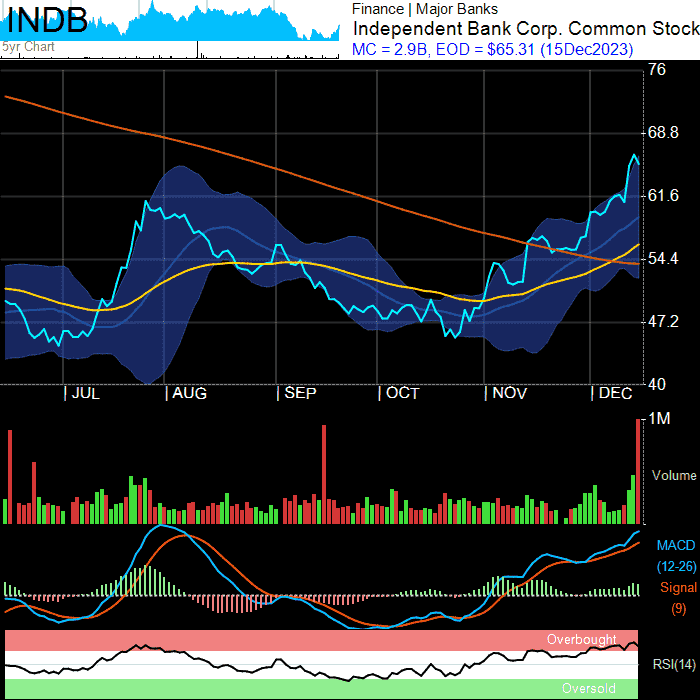 INDB
5yr Chart
Finance | Major Banks
Independent Bank Corp. Common Stock
MC = 2.9B, EOD = $65.31 (15Dec2023)
76
68.8
61.6
54.4
47.2
40
| JUL | AUG | SEP | OCT | NOV | DEC
1M
Volume
MACD
(12-26)
Signal
(9)
Overbought
RSI(14)
Oversold